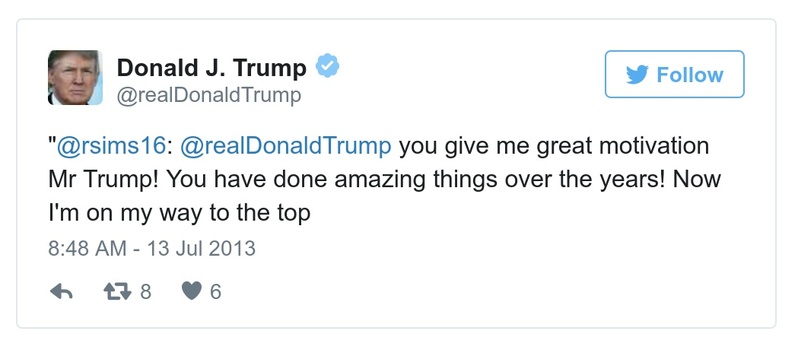 Donald J. Trump
@realDonaldTrump
Follow
"@rsims16: @realDonaldTrump you give me great motivation
Mr Trump! You have done amazing things over the years! Now
I'm on my way to the top
8:48 AM - 13 Jul 2013
8 6